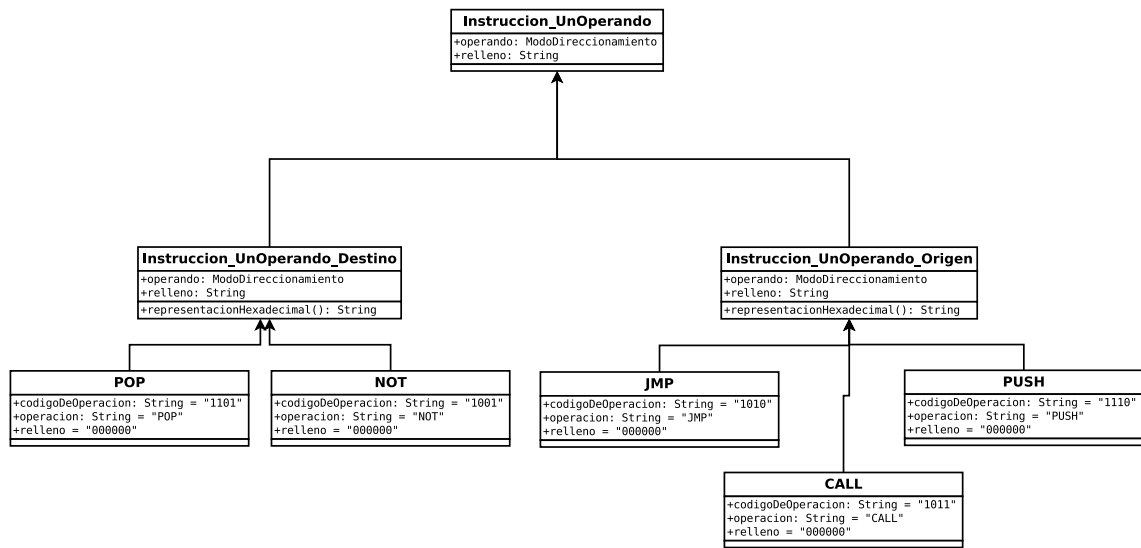 Instruccion_UnOperando
+operando: ModoDireccionamiento
+relleno: String
Instruccion_UnOperando_Destino
+operando: ModoDireccionamiento
+relleno: String
+representacionHexadecimal(): String
Instruccion_UnOperando_Origen
+operando: ModoDireccionamiento
+relleno: String
+representacionHexadecimal(): String
POP
+codigoDeOperacion: String = "1101"
+operacion: String = "POP"
+relleno = "000000"
NOT
+codigoDeOperacion: String = "1001"
+operacion: String = "NOT"
+relleno = "000000"
JMP
+codigoDeOperacion: String = "1010"
+operacion: String = "JMP"
+relleno = "000000"
PUSH
+codigoDeOperacion: String = "1110"
+operacion: String = "PUSH"
+relleno = "000000"
CALL
+codigoDeOperacion: String = "1011"
+operacion: String = "CALL"
+relleno = "000000"